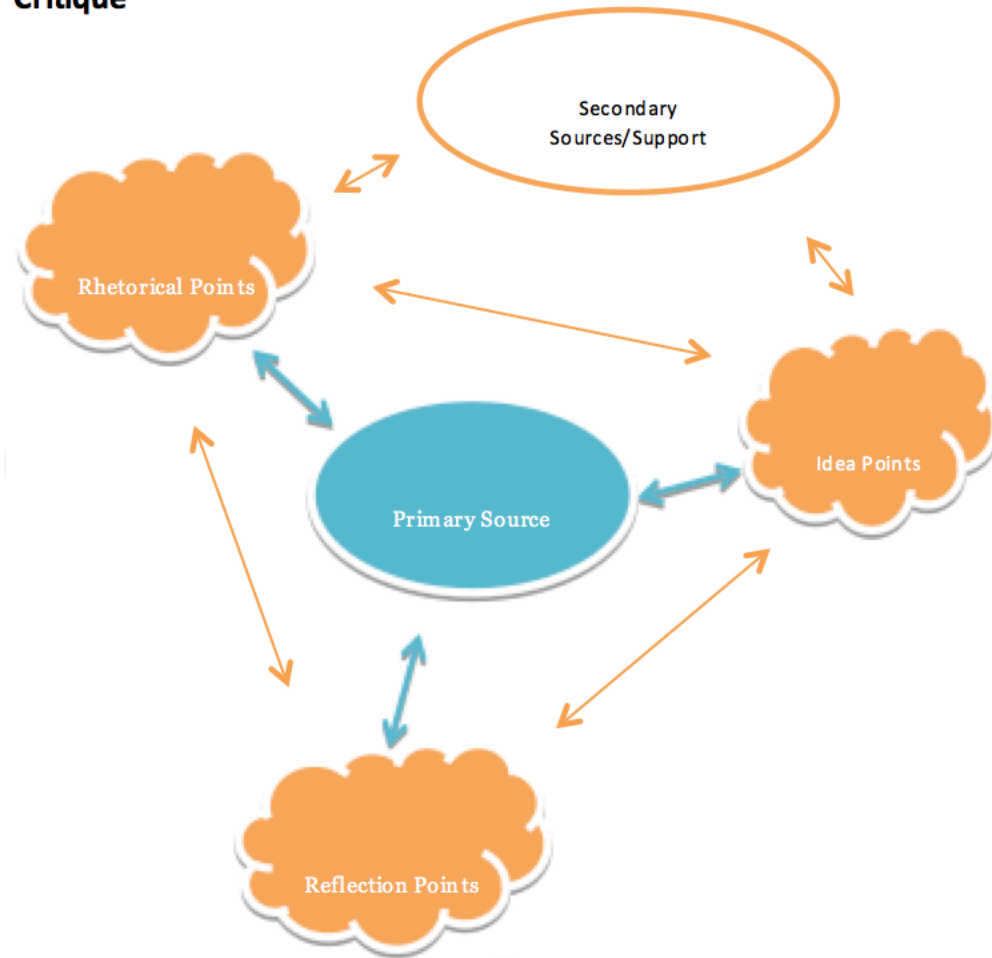 Critique
Secondary
Sources/Support
Rhetorical Points
Idea Points
Primary Source
Reflection Points